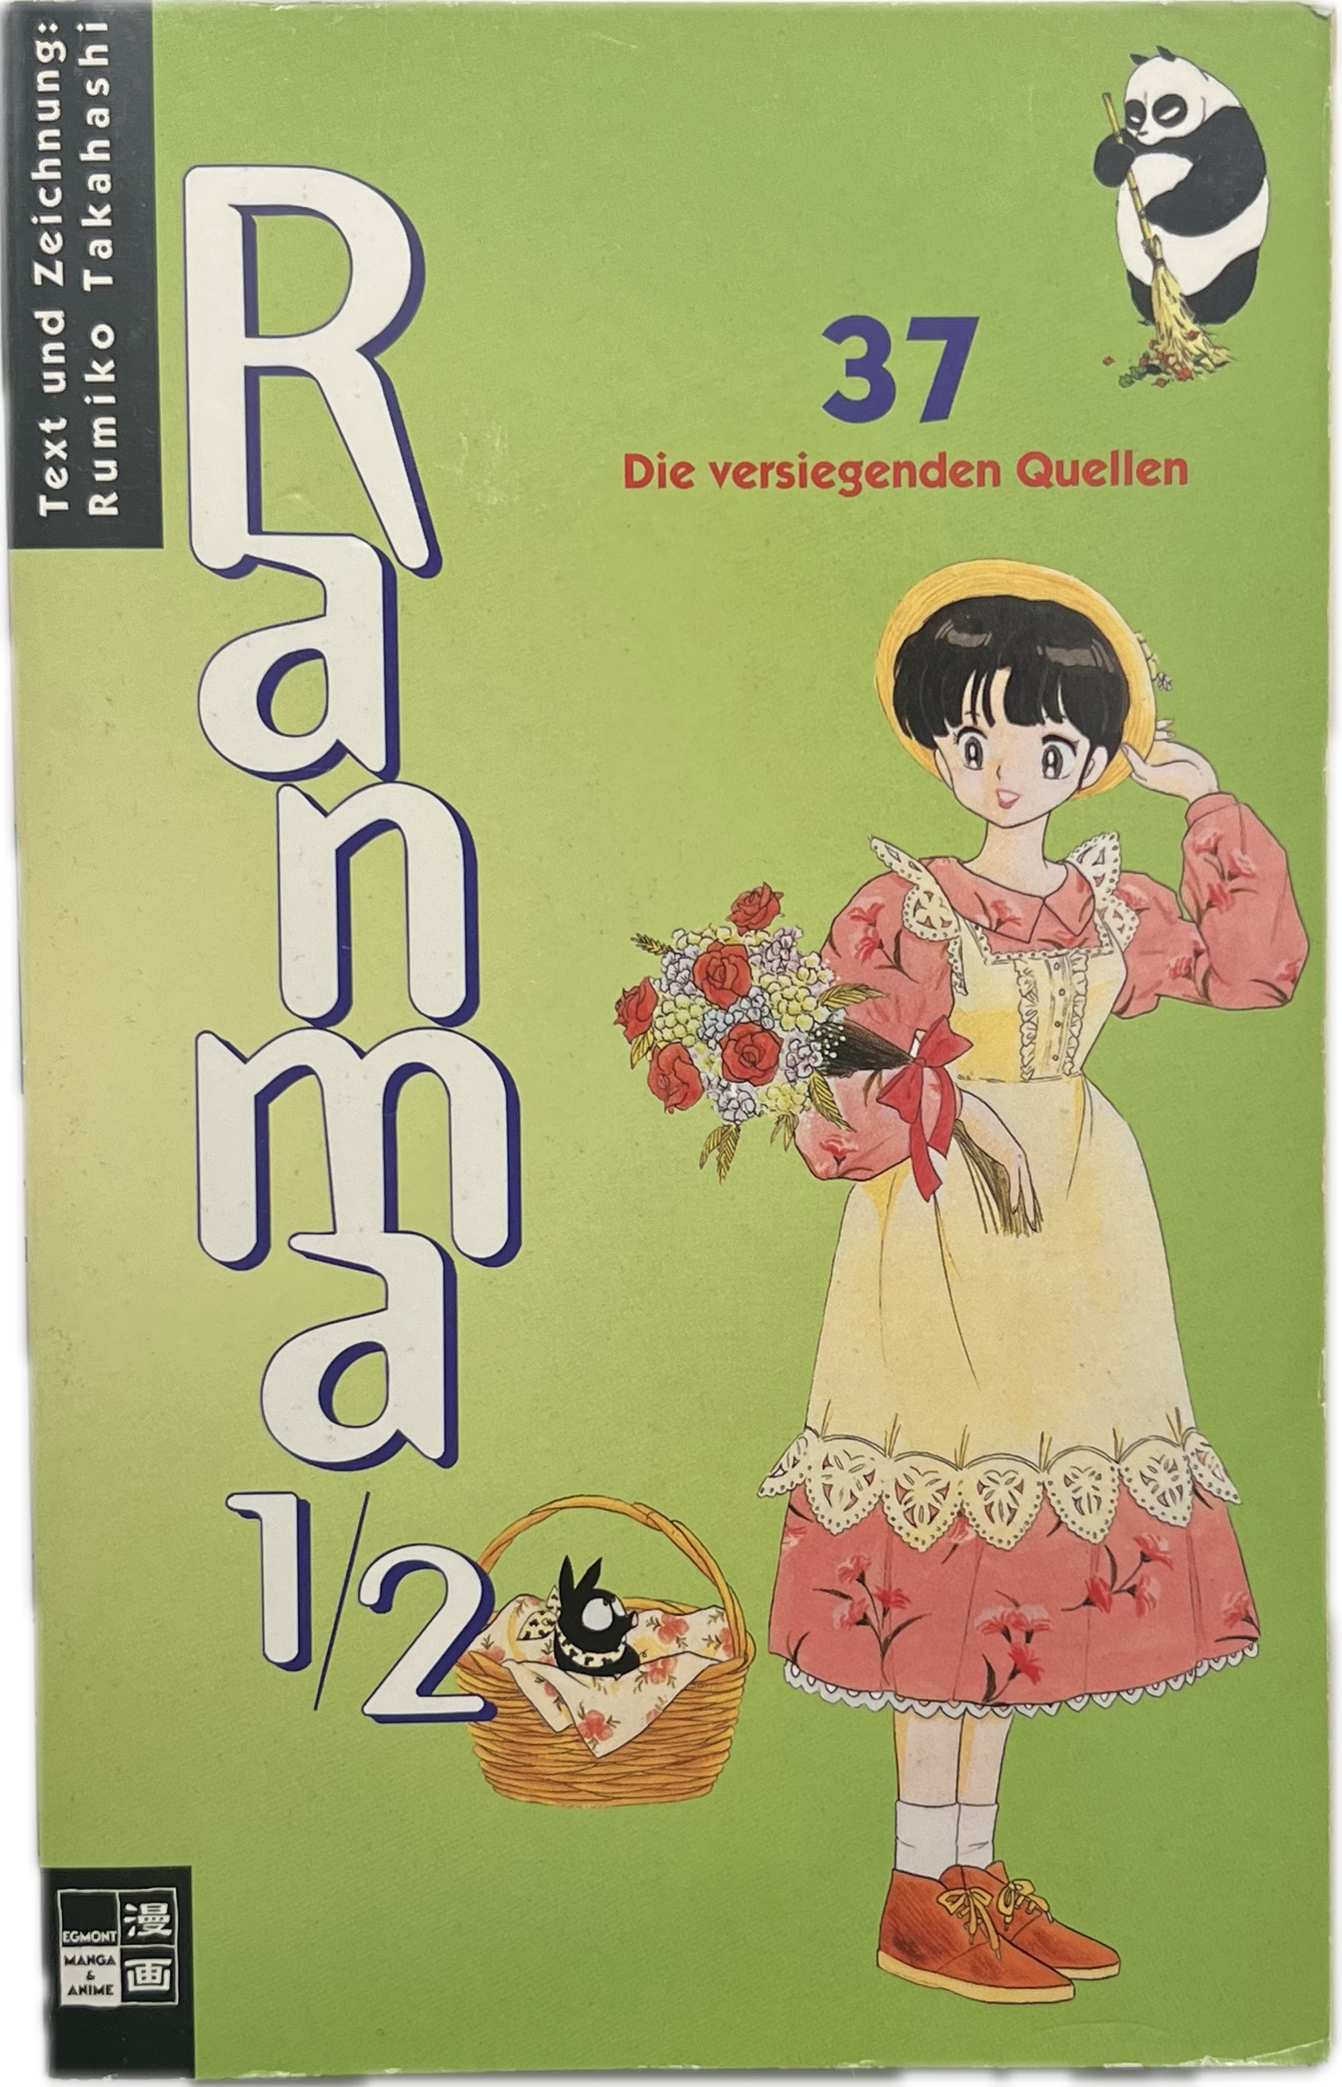 Text und Zeichnung:
Rumiko Takahashi
Ranma
1/2
37
Die versiegenden Quellen
EGMONT
MANGA
&
ANIME
漫
画